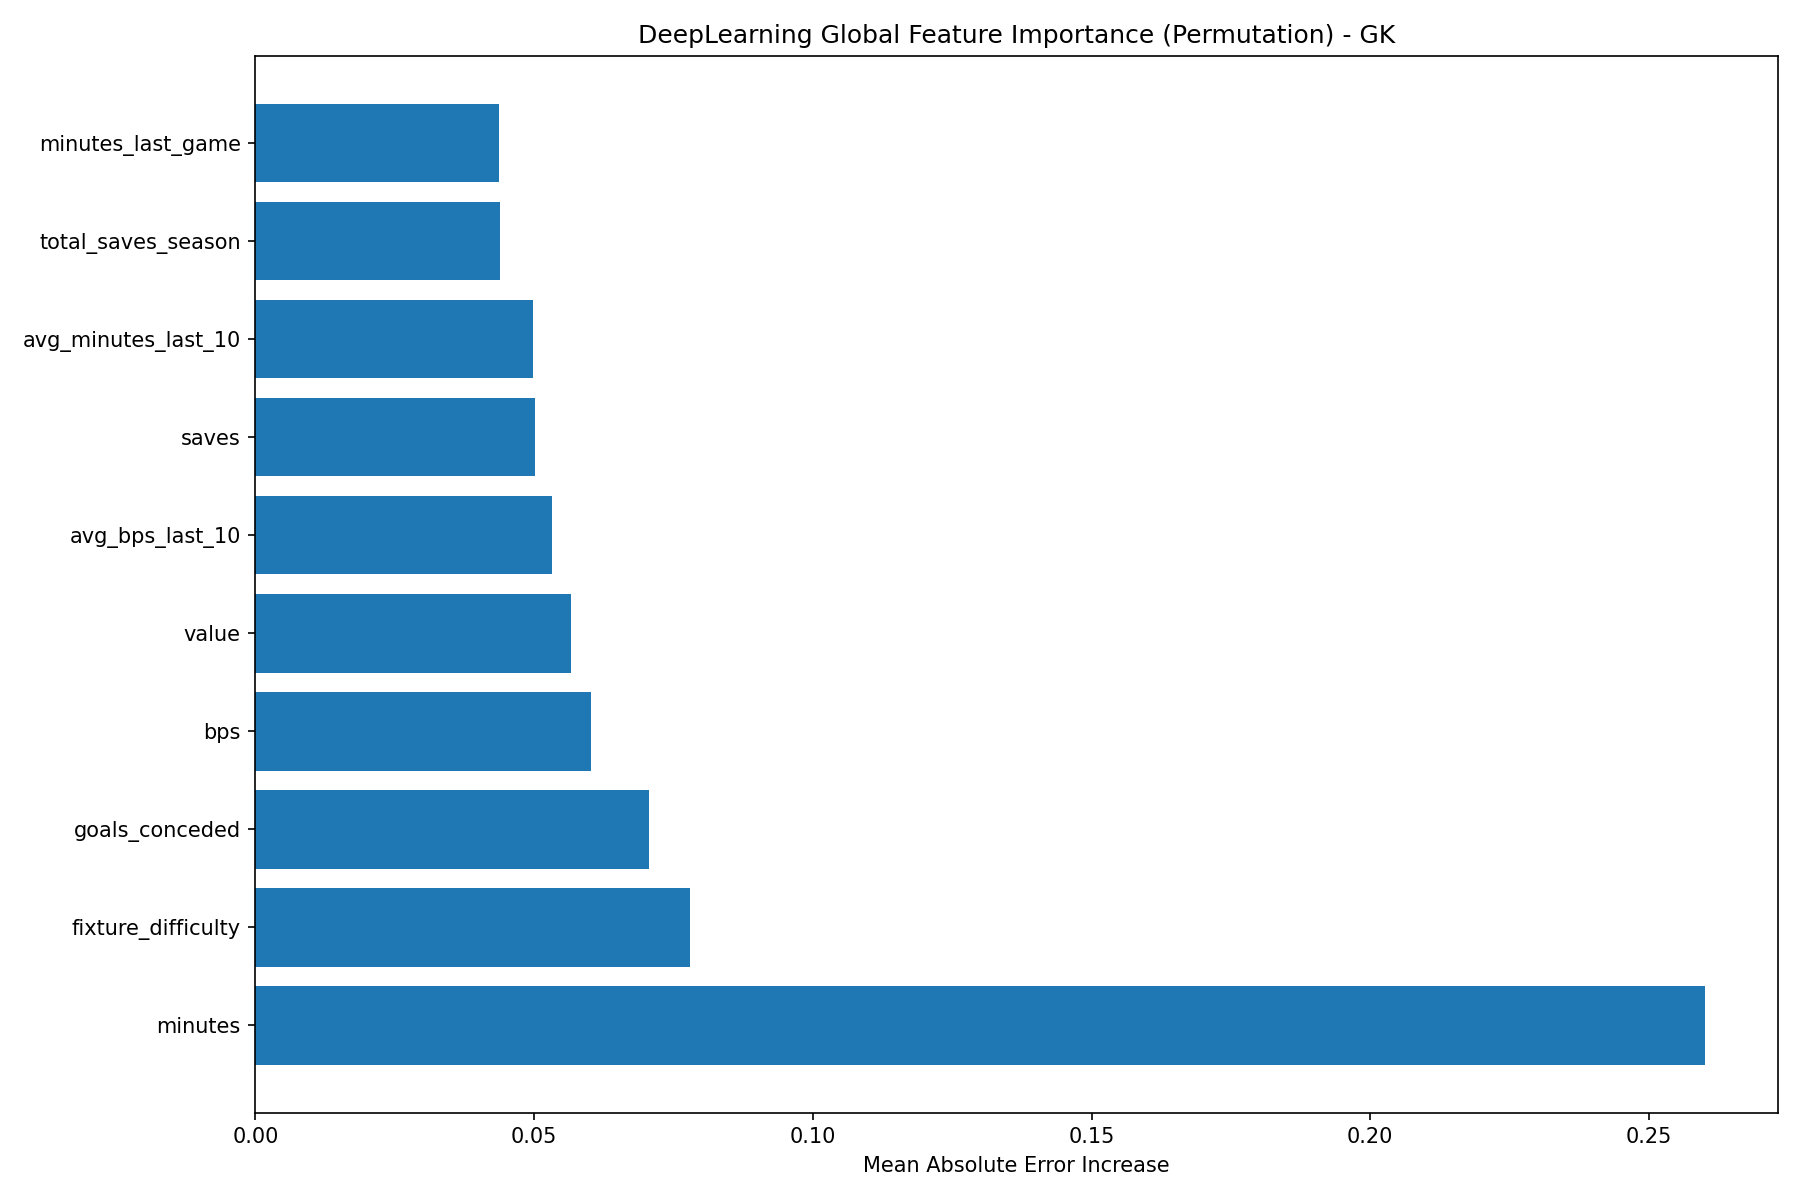 DeepLearning Global Feature Importance (Permutation) - GK
minutes_last_game
total_saves_season
avg_minutes_last_10
saves
avg_bps_last_10
value
bps
goals_conceded
fixture_difficulty
minutes
0.00 0.05 0.10 0.15 0.20 0.25
Mean Absolute Error Increase